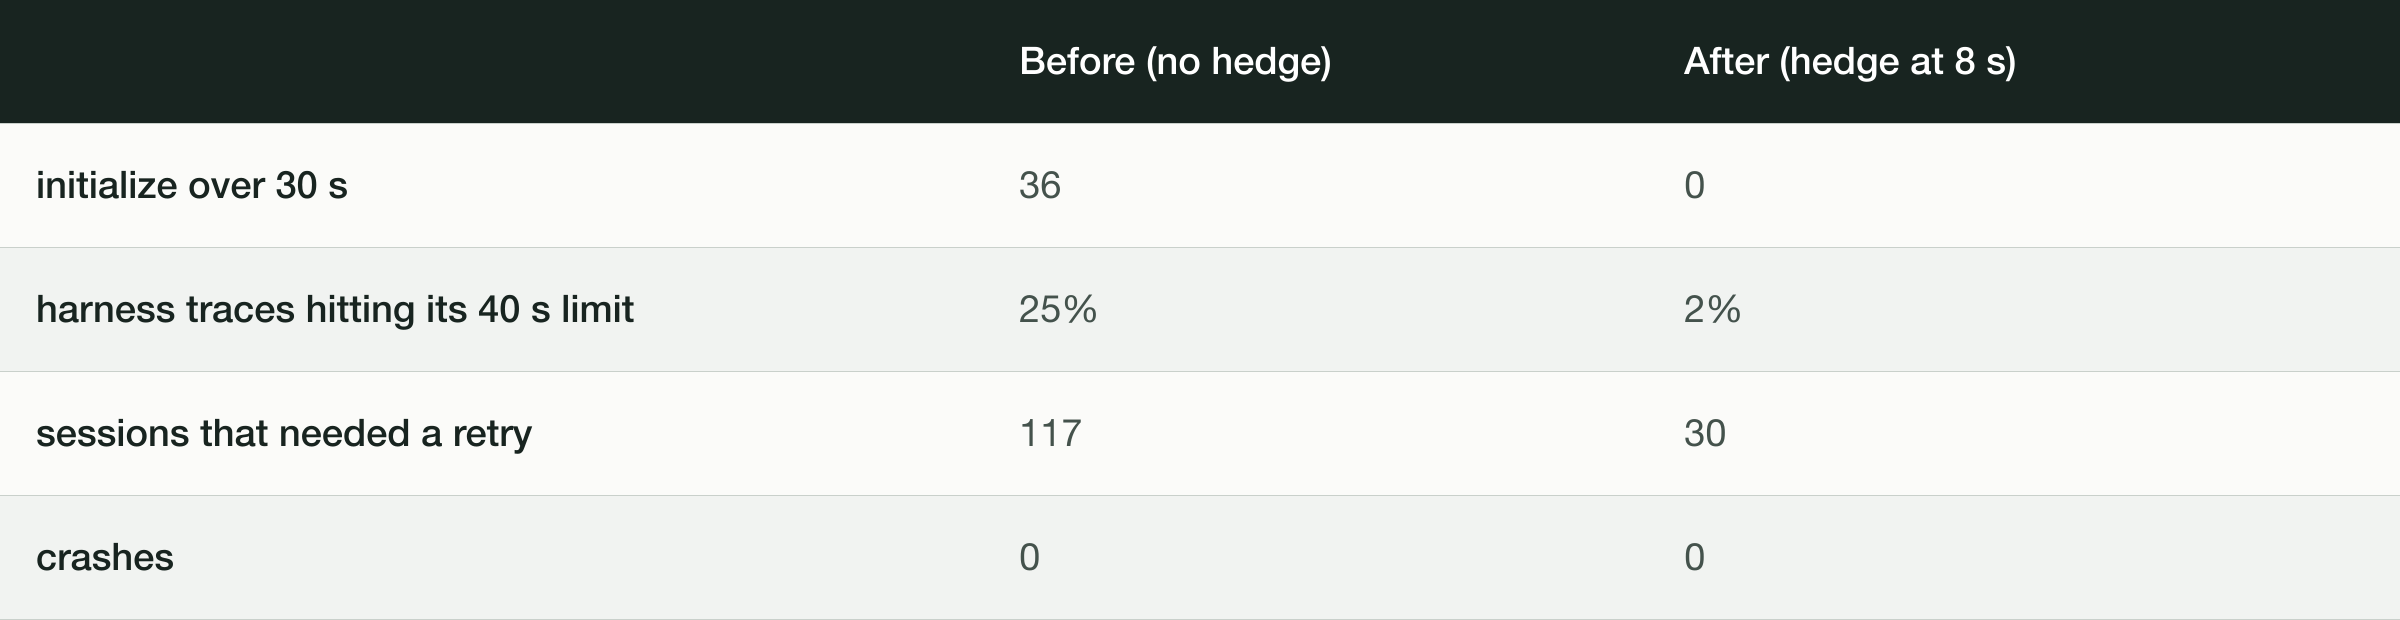 Before (no hedge) After (hedge at 8 s)
initialize over 30 s 36 0
harness traces hitting its 40 s limit 25% 2%
sessions that needed a retry 117 30
crashes 0 0